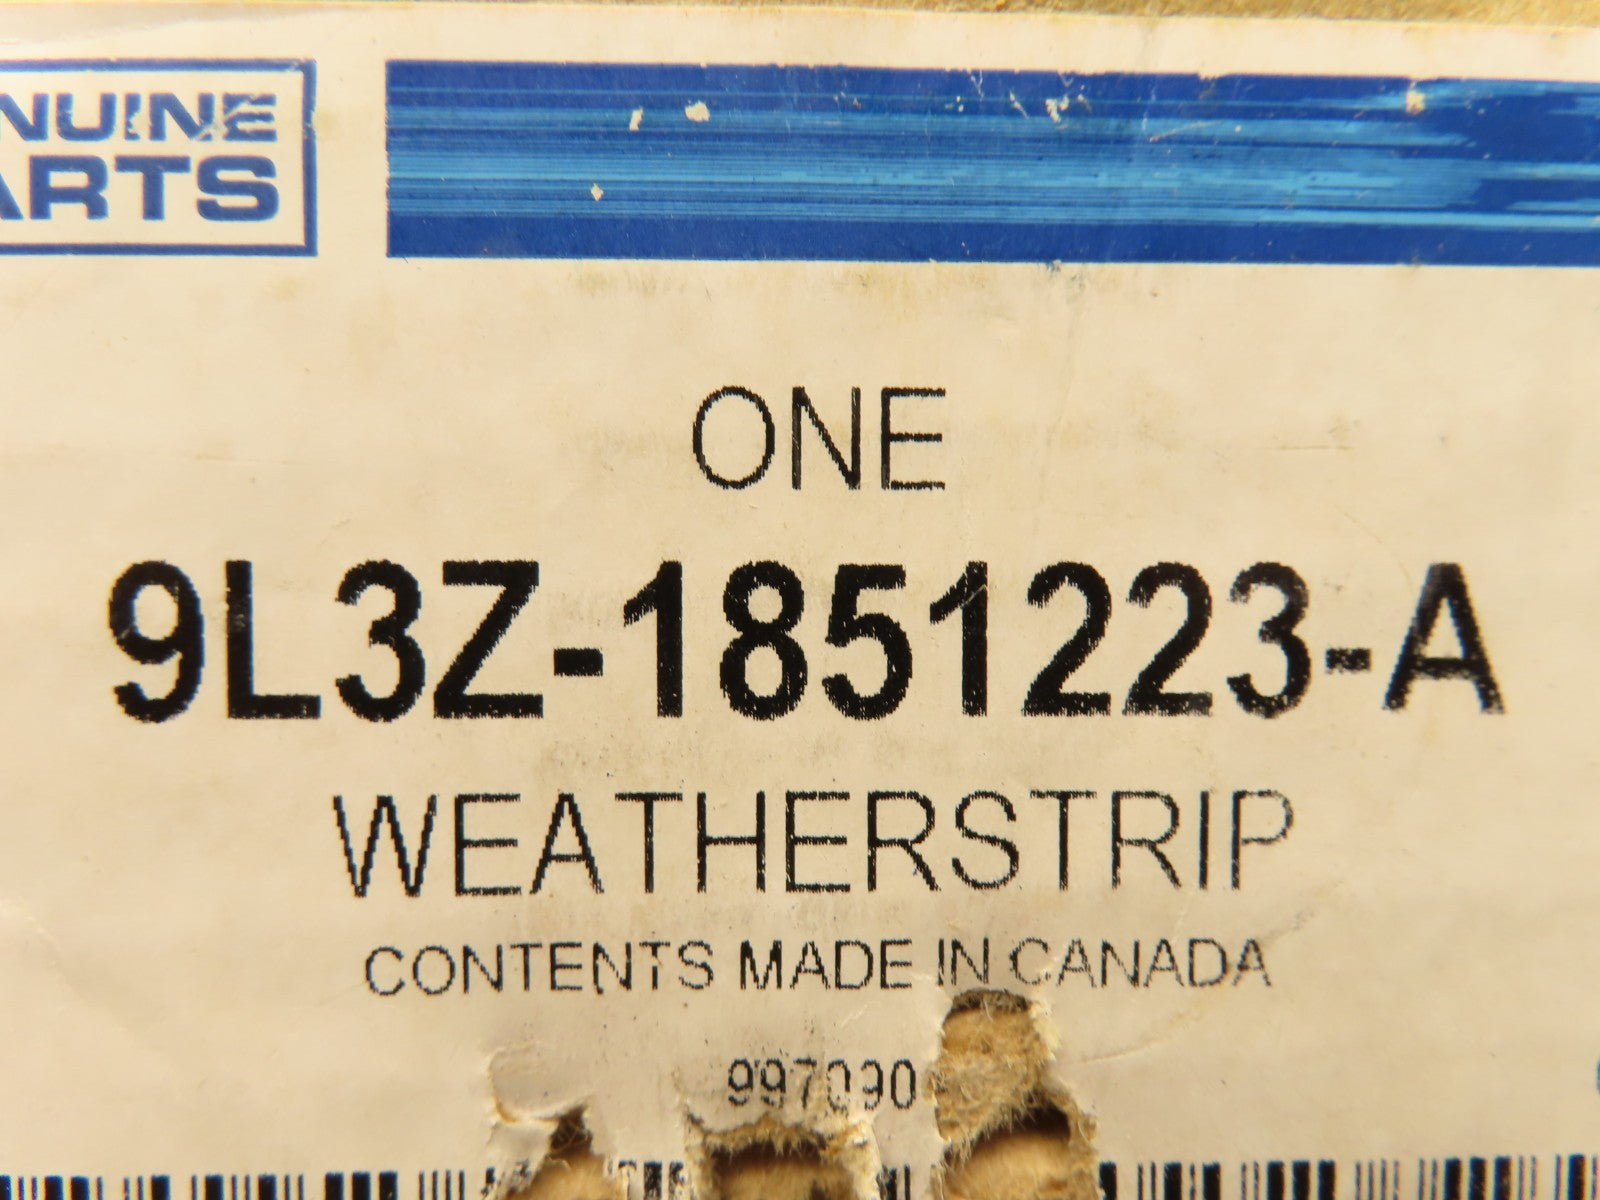 NUINE
ARTS
ONE
9L3Z-1851223-A
WEATHERSTRIP
CONTENTS MADE IN CANADA
997090